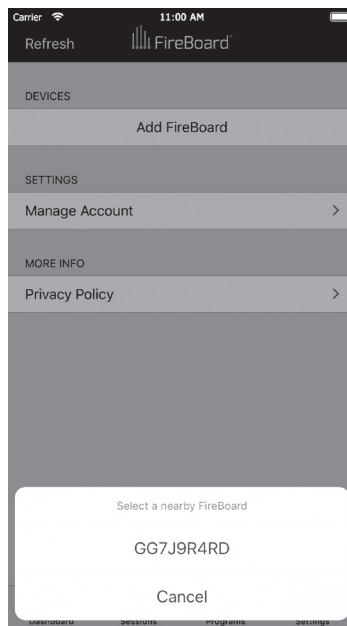 Carrier 11:00 AM
Refresh FireBoard
DEVICES
Add FireBoard
SETTINGS
Manage Account
MORE INFO
Privacy Policy
Select a nearby FireBoard
GG7J9R4RD
Cancel
Dashboard Sessions Programs Settings